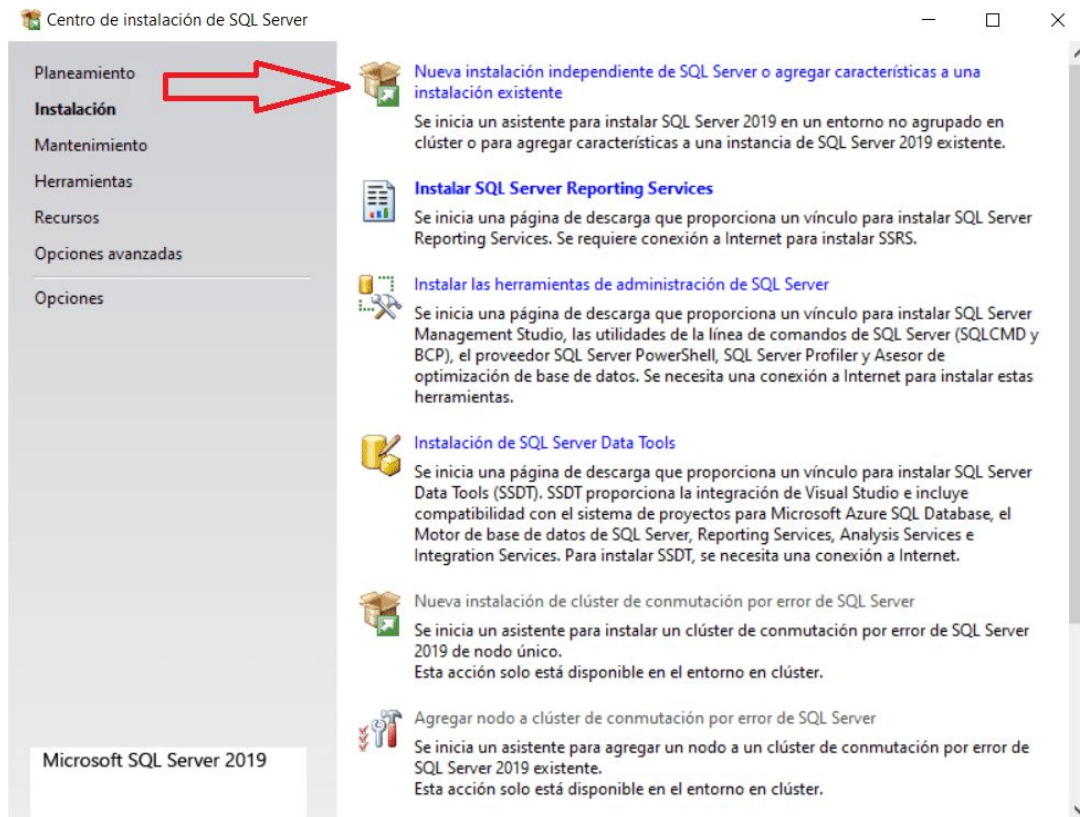 Centro de instalación de SQL Server
Planeamiento
Instalación
Mantenimiento
Herramientas
Recursos
Opciones avanzadas
Opciones
Microsoft SQL Server 2019
Nueva instalación independiente de SQL Server o agregar características a una
instalación existente
Se inicia un asistente para instalar SQL Server 2019 en un entorno no agrupado en
clúster o para agregar características a una instancia de SQL Server 2019 existente.
Instalar SQL Server Reporting Services
Se inicia una página de descarga que proporciona un vínculo para instalar SQL Server
Reporting Services. Se requiere conexión a Internet para instalar SSRS.
Instalar las herramientas de administración de SQL Server
Se inicia una página de descarga que proporciona un vínculo para instalar SQL Server
Management Studio, las utilidades de la línea de comandos de SQL Server (SQLCMD y
BCP), el proveedor SQL Server PowerShell, SQL Server Profiler y Asesor de
optimización de base de datos. Se necesita una conexión a Internet para instalar estas
herramientas.
Instalación de SQL Server Data Tools
Se inicia una página de descarga que proporciona un vínculo para instalar SQL Server
Data Tools (SSDT). SSDT proporciona la integración de Visual Studio e incluye
compatibilidad con el sistema de proyectos para Microsoft Azure SQL Database, el
Motor de base de datos de SQL Server, Reporting Services, Analysis Services e
Integration Services. Para instalar SSDT, se necesita una conexión a Internet.
Nueva instalación de clúster de conmutación por error de SQL Server
Se inicia un asistente para instalar un clúster de conmutación por error de SQL Server
2019 de nodo único.
Esta acción solo está disponible en el entorno en clúster.
Agregar nodo a clúster de conmutación por error de SQL Server
Se inicia un asistente para agregar un nodo a un clúster de conmutación por error de
SQL Server 2019 existente.
Esta acción solo está disponible en el entorno en clúster.